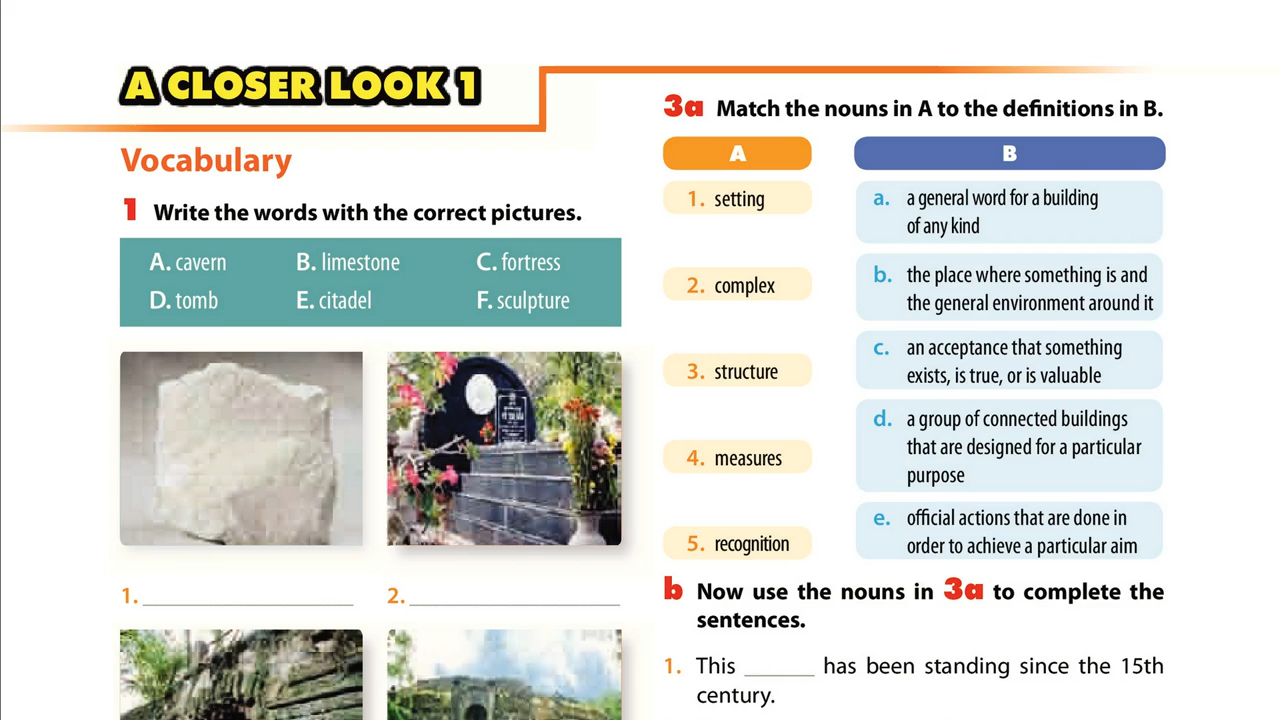 A CLOSER LOOK 1
Vocabulary
1 Write the words with the correct pictures.
A. cavern B. limestone C. fortress
D. tomb E. citadel F. sculpture
1. ____________________
2. ____________________
3a Match the nouns in A to the definitions in B.
A B
1. setting
a. a general word for a building
of any kind
2. complex
b. the place where something is and
the general environment around it
3. structure
c. an acceptance that something
exists, is true, or is valuable
4. measures
d. a group of connected buildings
that are designed for a particular
purpose
5. recognition
e. official actions that are done in
order to achieve a particular aim
b Now use the nouns in 3a to complete the
sentences.
1. This _______ has been standing since the 15th
century.